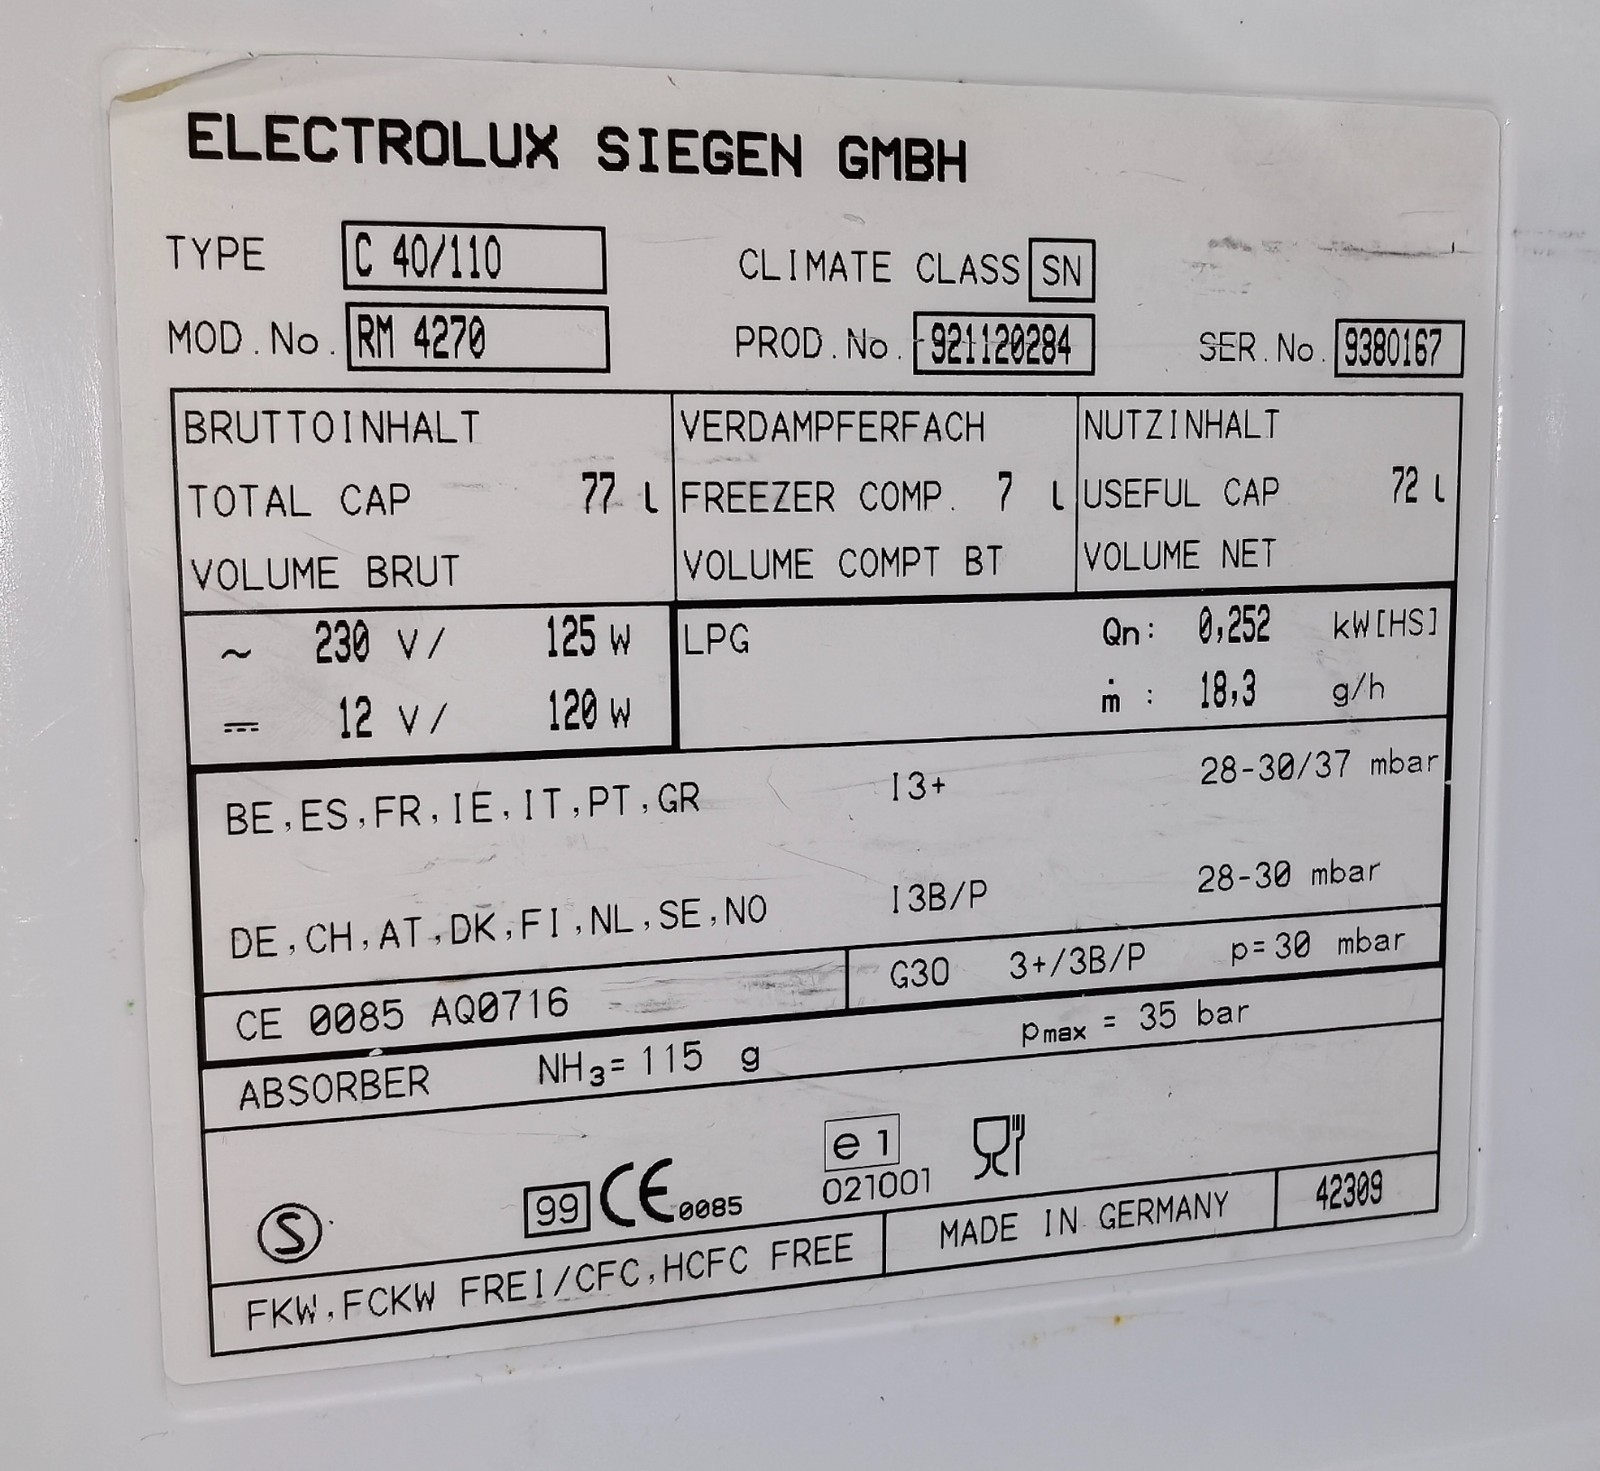 ELECTROLUX SIEGEN GMBH
TYPE C 40/110 CLIMATE CLASS SN
MOD.No. RM 4270 PROD.No. 921120284 SER.No. 9380167
BRUTTOINHALT VERDAMPFERFACH NUTZINHALT
TOTAL CAP 77 l FREEZER COMP. 7 l USEFUL CAP 72 l
VOLUME BRUT VOLUME COMPT BT VOLUME NET
~ 230 V/ 125 W LPG Qn: 0,252 kW[HS]
⎓ 12 V/ 120 W ṁ : 18,3 g/h
BE,ES,FR,IE,IT,PT,GR I3+ 28-30/37 mbar
DE,CH,AT,DK,FI,NL,SE,NO I3B/P 28-30 mbar
CE 0085 AQ0716 G30 3+/3B/P p=30 mbar
ABSORBER NH₃= 115 g pmax = 35 bar
S 99 CE 0085 e1 021001
FKW,FCKW FREI/CFC,HCFC FREE MADE IN GERMANY 42309